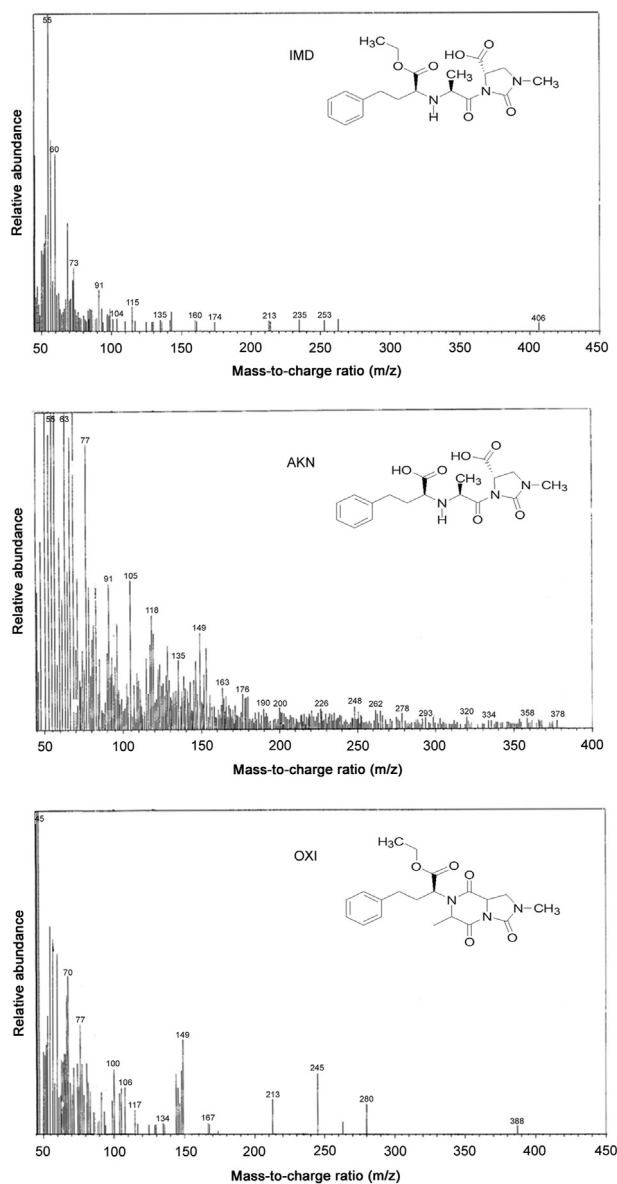 IMD
H₃C
O
O
HO
O
CH₃
N
H
O
N
N
CH₃
O
Relative abundance
55
60
73
91
104
115
135
160
174
213
235
253
406
50
100
150
200
250
300
350
400
450
Mass-to-charge ratio (m/z)
AKN
HO
O
HO
O
CH₃
N
H
O
N
N
CH₃
O
Relative abundance
55
63
77
91
105
118
135
149
163
176
190
200
226
248
262
278
293
320
334
358
378
50
100
150
200
250
300
350
400
Mass-to-charge ratio (m/z)
OXI
H₃C
O
O
O
N
N
CH₃
N
O
O
Relative abundance
45
70
77
100
106
117
134
149
167
213
245
280
388
50
100
150
200
250
300
350
400
450
Mass-to-charge ratio (m/z)